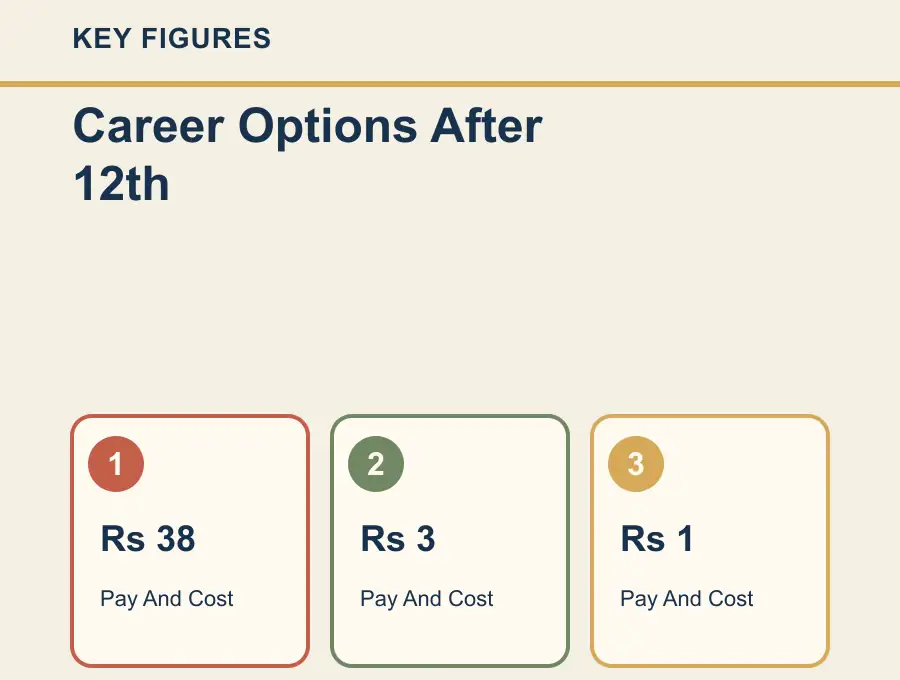 KEY FIGURES
Career Options After
12th
1
2
3
Rs 38
Rs 3
Rs 1
Pay And Cost
Pay And Cost
Pay And Cost